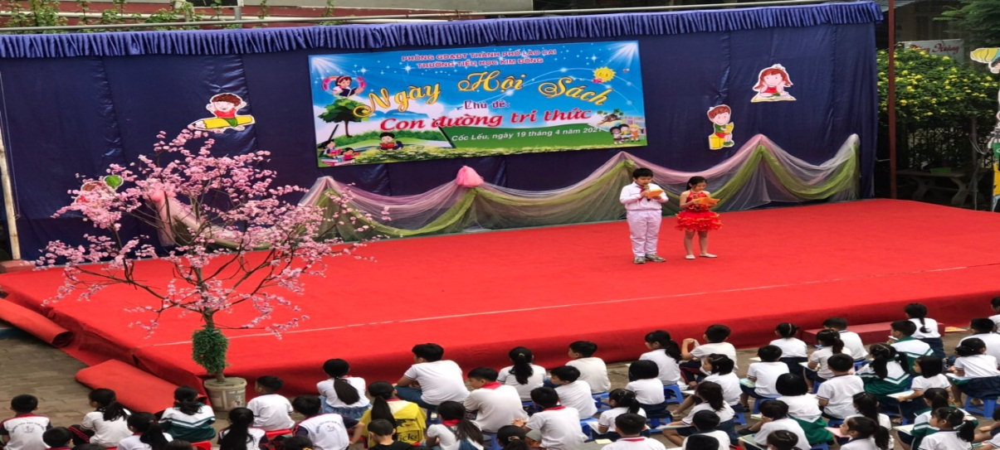 PHÒNG GD&ĐT THÀNH PHỐ LÀO CAI
TRƯỜNG TIỂU HỌC KIM ĐỒNG
Ngày Hội Sách
Chủ đề:
Con đường tri thức
Cốc Lếu, ngày 19 tháng 4 năm 2021